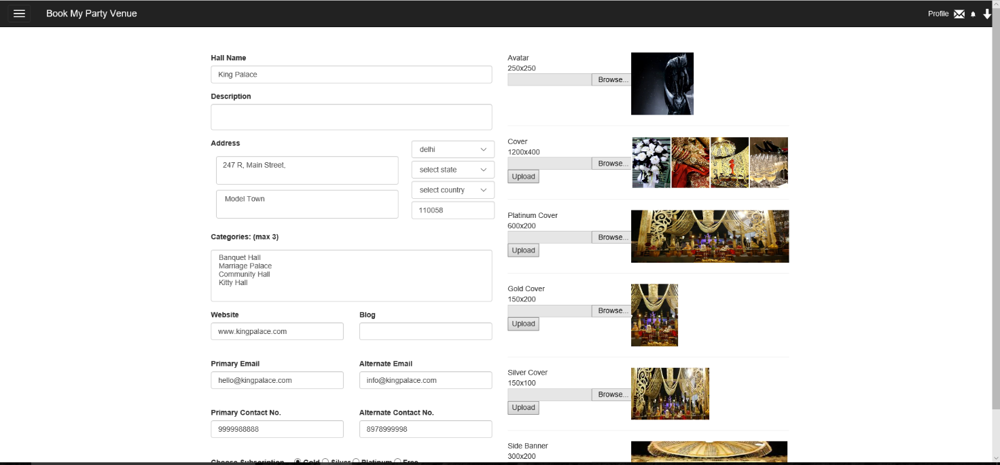 Book My Party Venue
Profile
Hall Name
King Palace
Description
Address
delhi
247 R, Main Street,
select state
select country
Model Town
110058
Categories: (max 3)
Banquet Hall
Marriage Palace
Community Hall
Kitty Hall
Website
Blog
www.kingpalace.com
Primary Email
Alternate Email
hello@kingpalace.com
info@kingpalace.com
Primary Contact No.
Alternate Contact No.
9999988888
8978999998
Choose Subscription Gold Silver Platinum Free
Avatar
250x250
Browse...
Cover
1200x400
Browse...
Upload
Platinum Cover
600x200
Browse...
Upload
Gold Cover
150x200
Browse...
Upload
Silver Cover
150x100
Browse...
Upload
Side Banner
300x200